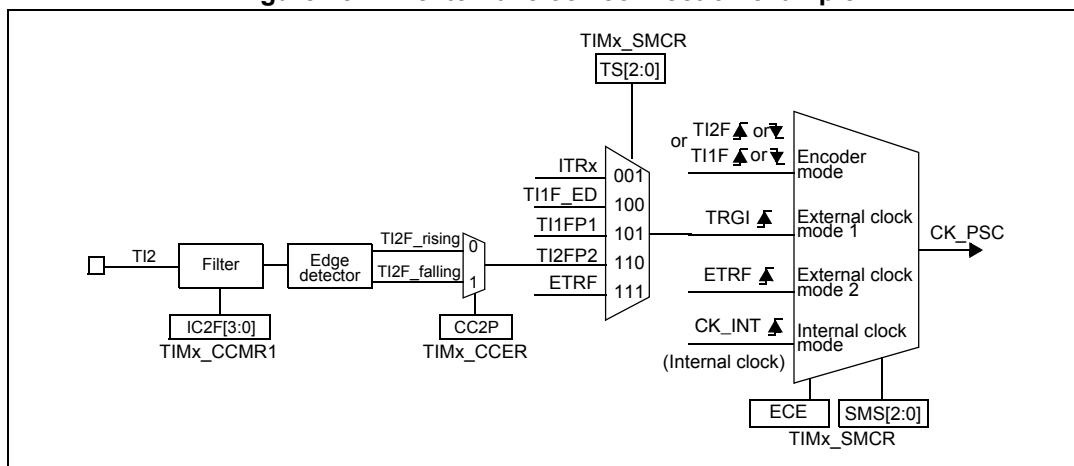 TIMx_SMCR
TS[2:0]
or TI2F or
TI1F or
Encoder
mode
ITRx
001
TI1F_ED
100
TI1FP1
101
TRGI
External clock
mode 1
CK_PSC
TI2
Filter
Edge
detector
TI2F_rising
0
TI2F_falling
1
TI2FP2
110
ETRF
111
ETRF
External clock
mode 2
IC2F[3:0]
TIMx_CCMR1
CC2P
TIMx_CCER
CK_INT
(Internal clock)
Internal clock
mode
ECE
SMS[2:0]
TIMx_SMCR